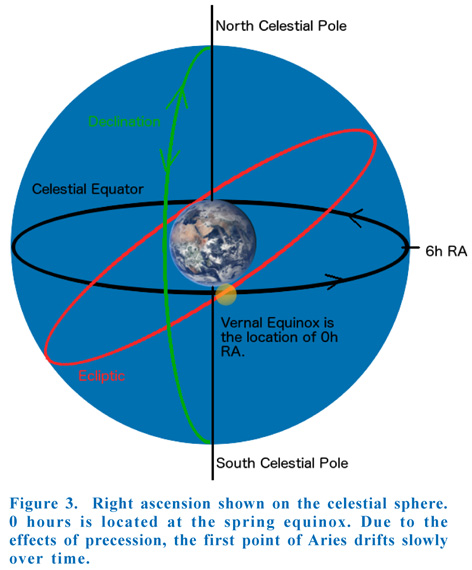 North Celestial Pole
Declination
Celestial Equator
6h RA
Vernal Equinox is
the location of 0h
RA.
Ecliptic
South Celestial Pole
Figure 3. Right ascension shown on the celestial sphere.
0 hours is located at the spring equinox. Due to the
effects of precession, the first point of Aries drifts slowly
over time.